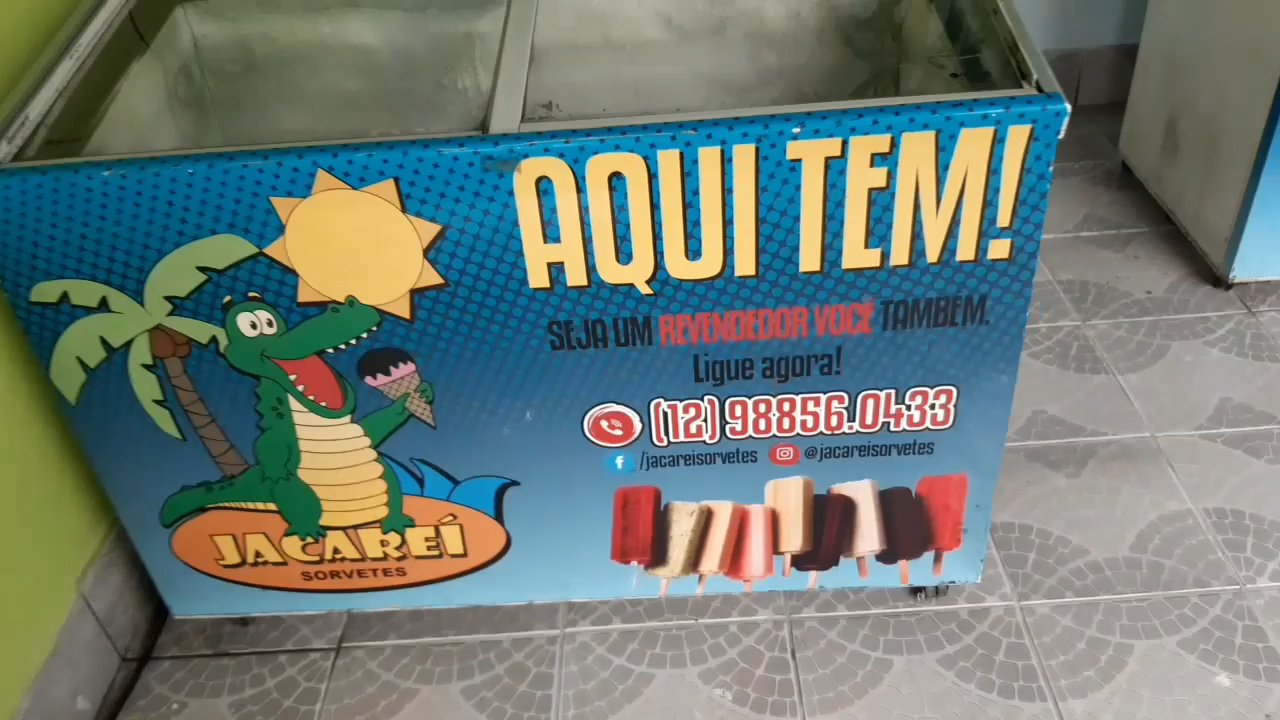 AQUI TEM!
SEJA UM REVENDEDOR VOCÊ TAMBÉM.
Ligue agora!
(12) 98856.0433
/jacareisorvetes @jacareisorvetes
JACAREÍ
SORVETES